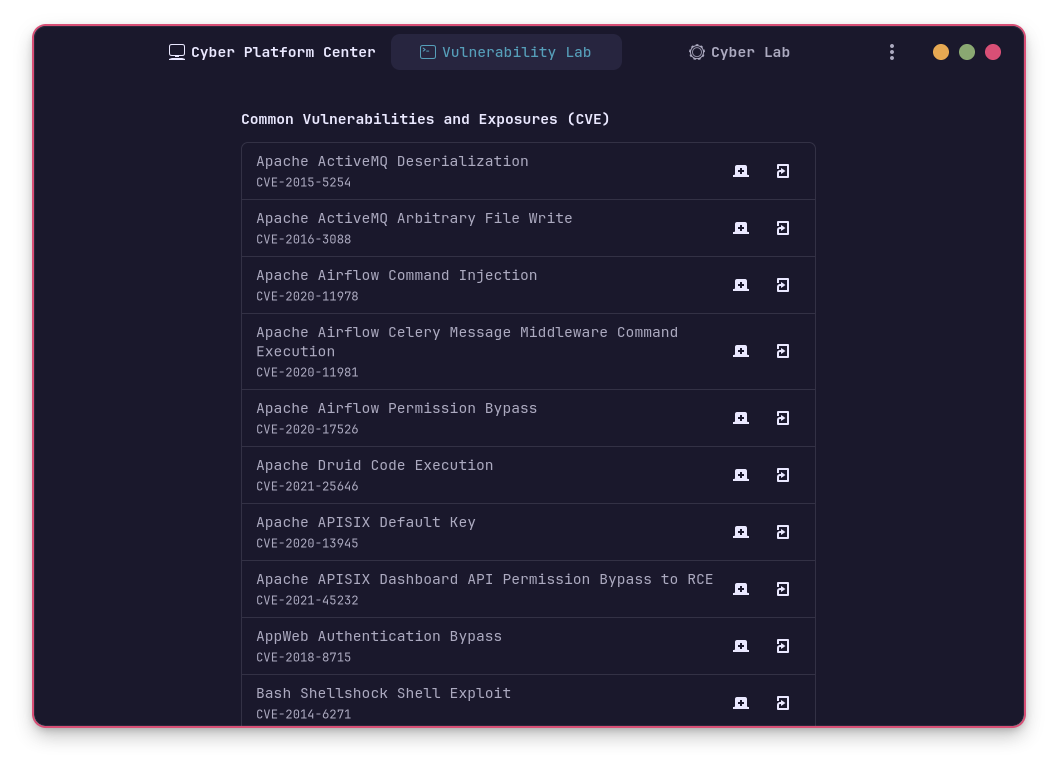 Cyber Platform Center
Vulnerability Lab
Cyber Lab
Common Vulnerabilities and Exposures (CVE)
Apache ActiveMQ Deserialization
CVE-2015-5254
Apache ActiveMQ Arbitrary File Write
CVE-2016-3088
Apache Airflow Command Injection
CVE-2020-11978
Apache Airflow Celery Message Middleware Command
Execution
CVE-2020-11981
Apache Airflow Permission Bypass
CVE-2020-17526
Apache Druid Code Execution
CVE-2021-25646
Apache APISIX Default Key
CVE-2020-13945
Apache APISIX Dashboard API Permission Bypass to RCE
CVE-2021-45232
AppWeb Authentication Bypass
CVE-2018-8715
Bash Shellshock Shell Exploit
CVE-2014-6271